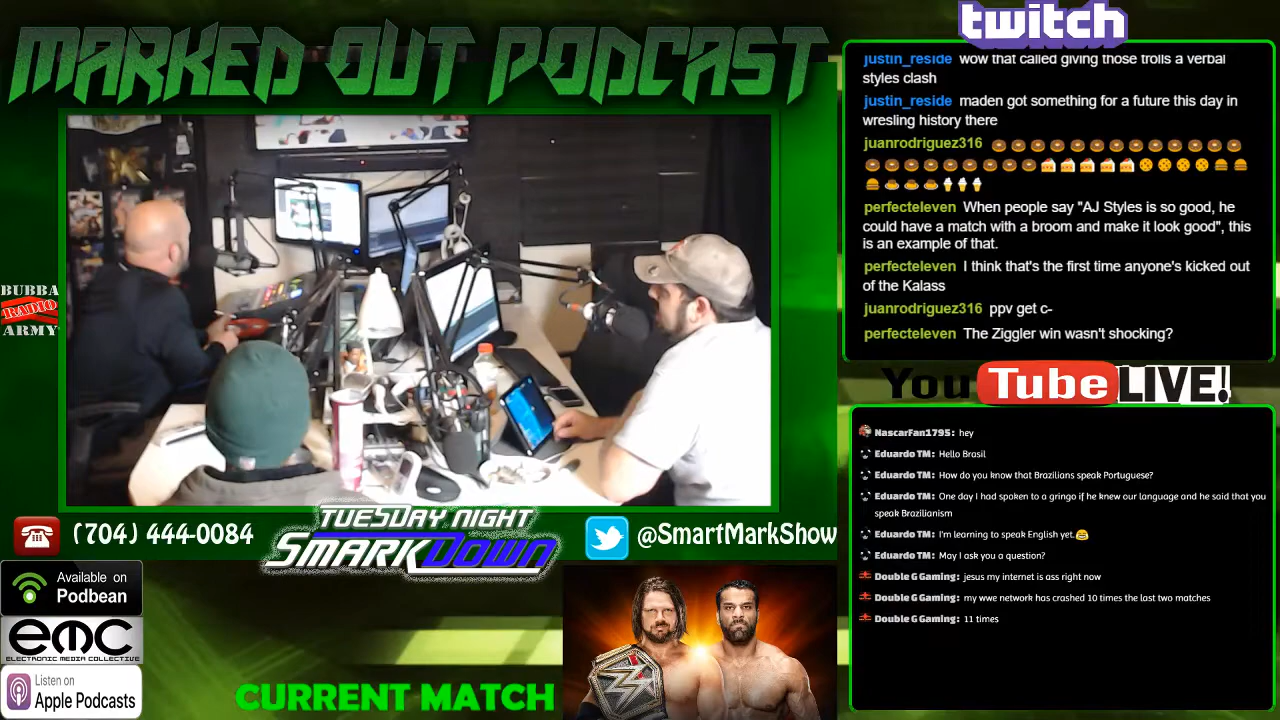 MARKED OUT PODCAST
twitch
justin_reside wow that called giving those trolls a verbal
styles clash
justin_reside maden got something for a future this day in
wresling history there
juanrodriguez316
perfecteleven When people say "AJ Styles is so good, he
could have a match with a broom and make it look good", this
is an example of that.
perfecteleven I think that's the first time anyone's kicked out
of the Kalass
juanrodriguez316 ppv get c-
perfecteleven The Ziggler win wasn't shocking?
BUBBA
RADIO
ARMY
YouTube LIVE!
NascarFan1795: hey
Eduardo TM: Hello Brasil
Eduardo TM: How do you know that Brazilians speak Portuguese?
Eduardo TM: One day I had spoken to a gringo if he knew our language and he said that you
speak Brazilianism
Eduardo TM: I'm learning to speak English yet.😂
Eduardo TM: May I ask you a question?
Double G Gaming: jesus my internet is ass right now
Double G Gaming: my wwe network has crashed 10 times the last two matches
Double G Gaming: 11 times
(704) 444-0084
TUESDAY NIGHT
SMARKDOWN
@SmartMarkShow
Available on
Podbean
emc
ELECTRONIC MEDIA COLLECTIVE
Listen on
Apple Podcasts
CURRENT MATCH